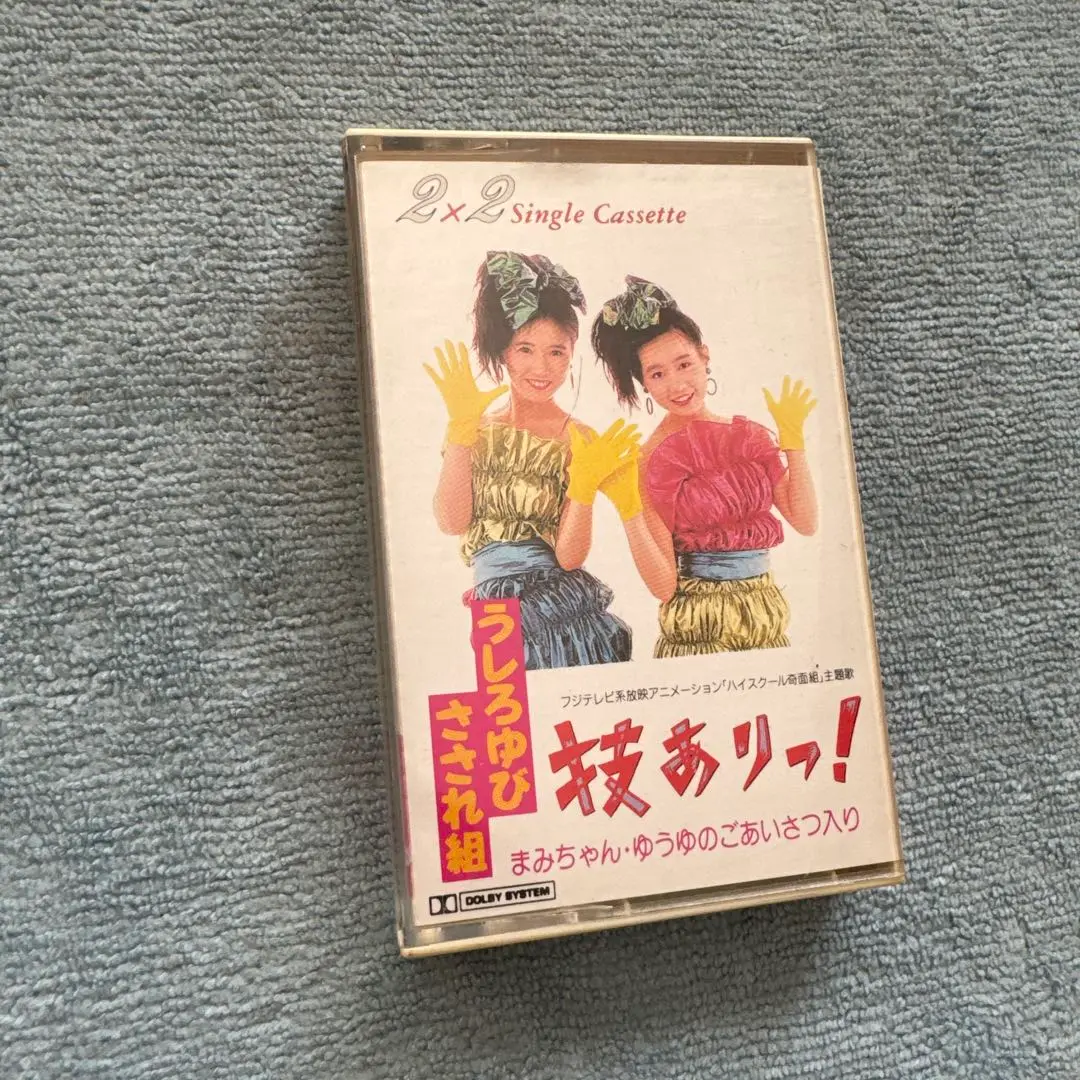 2×2 Single Cassette
うしろゆび
さされ組
フジテレビ系放映アニメーション「ハイスクール奇面組」主題歌
技ありっ!
まみちゃん・ゆうゆのごあいさつ入り
DOLBY SYSTEM